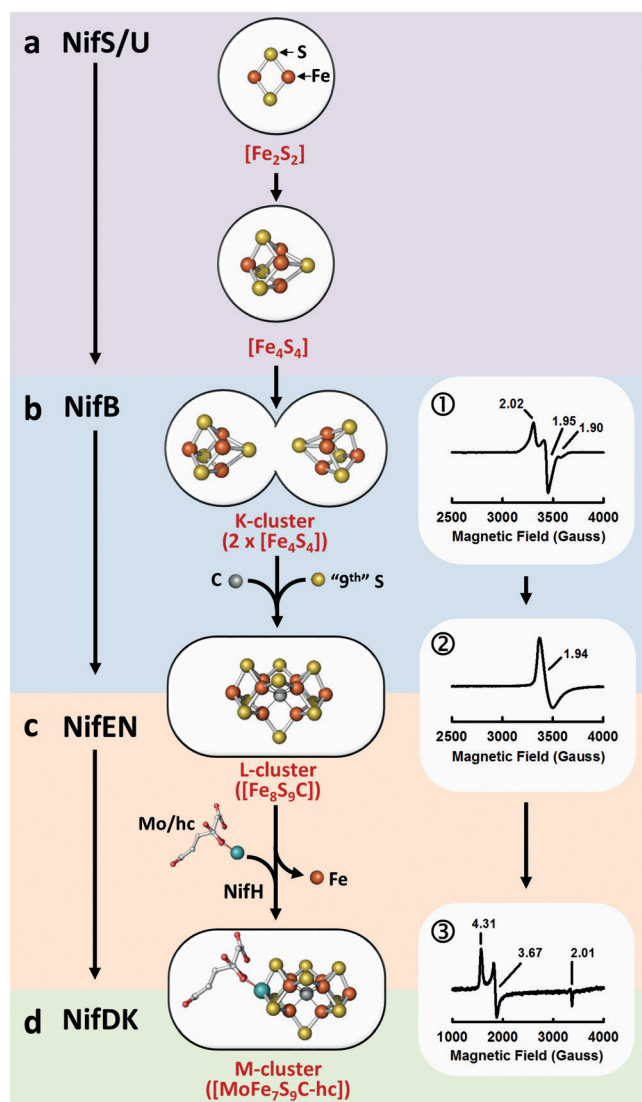 a NifS/U
S
Fe
[Fe₂S₂]
[Fe₄S₄]
b NifB
K-cluster
(2 x [Fe₄S₄])
C
“9ᵗʰ” S
①
2.02
1.95
1.90
2500 3000 3500 4000
Magnetic Field (Gauss)
②
1.94
2500 3000 3500 4000
Magnetic Field (Gauss)
c NifEN
L-cluster
([Fe₈S₉C])
Mo/hc
NifH
Fe
③
4.31
3.67
2.01
1000 2000 3000 4000
Magnetic Field (Gauss)
d NifDK
M-cluster
([MoFe₇S₉C-hc])